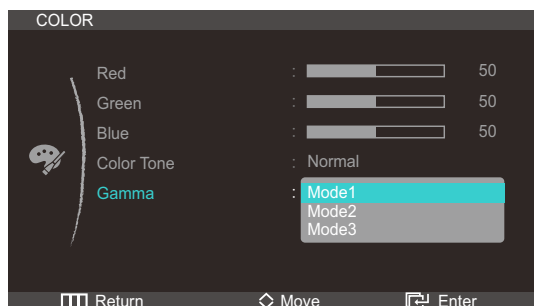 COLOR
Red : 50
Green : 50
Blue : 50
Color Tone : Normal
Gamma : Mode1
Mode2
Mode3
Return Move Enter